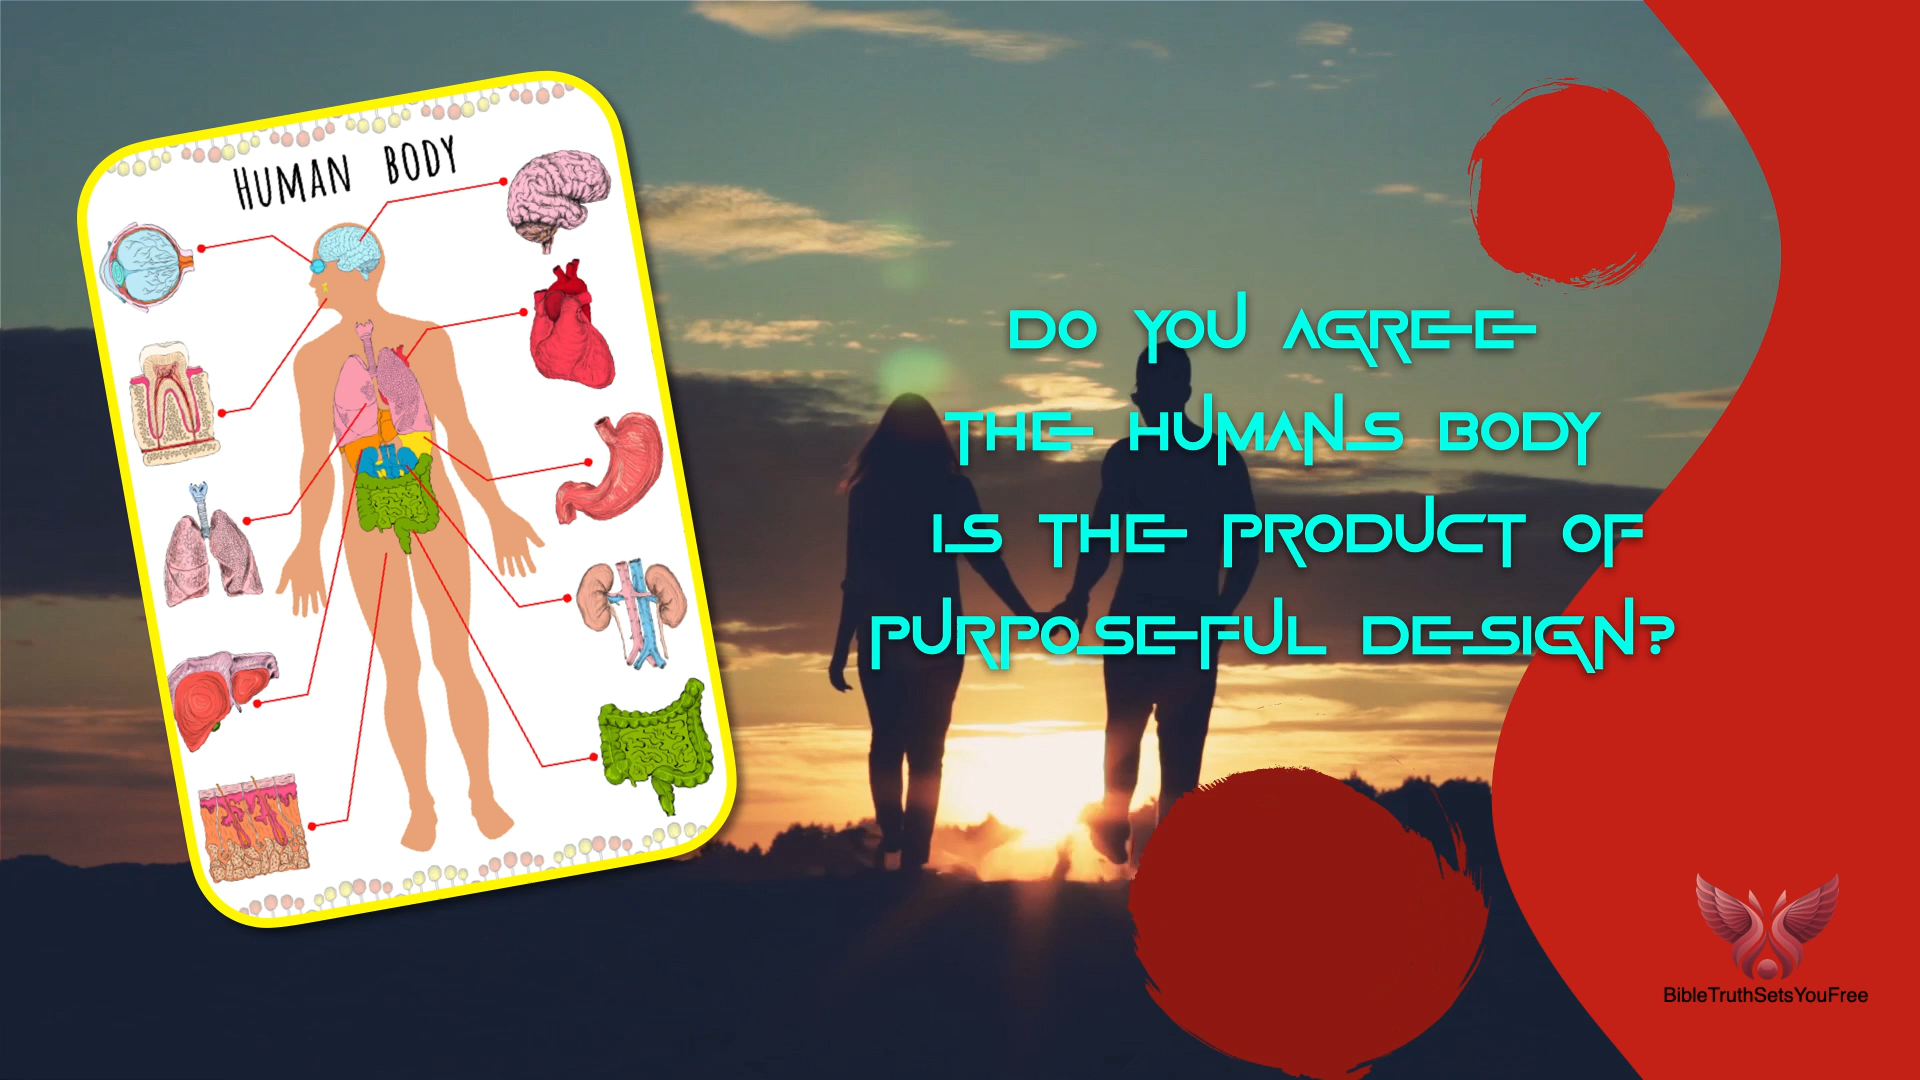 HUMAN BODY
DO YOU AGREE
THE HUMANS BODY
IS THE PRODUCT OF
PURPOSEFUL DESIGN?
BibleTruthSetsYouFree